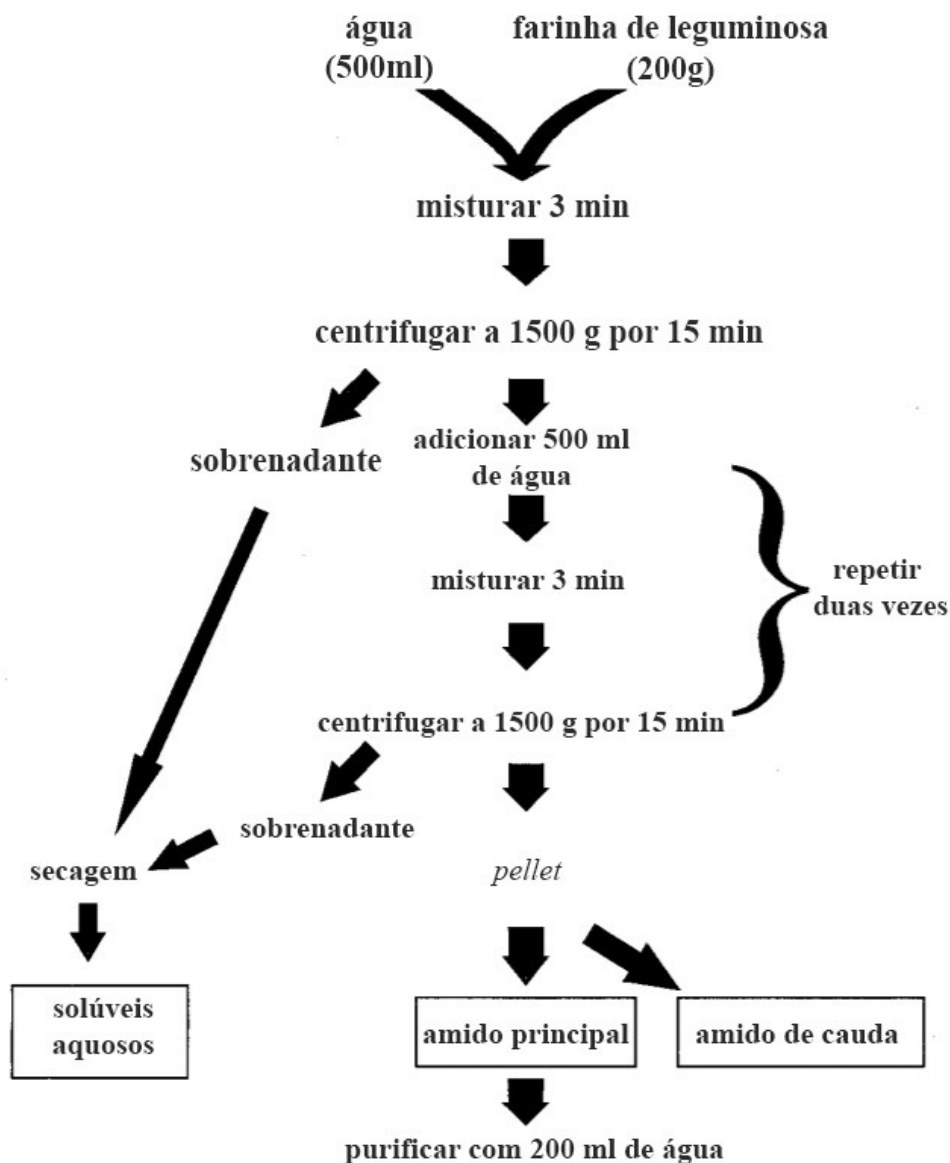 água
(500ml)
farinha de leguminosa
(200g)
misturar 3 min
centrifugar a 1500 g por 15 min
sobrenadante
adicionar 500 ml
de água
misturar 3 min
repetir
duas vezes
centrifugar a 1500 g por 15 min
sobrenadante
secagem
pellet
solúveis
aquosos
amido principal
amido de cauda
purificar com 200 ml de água